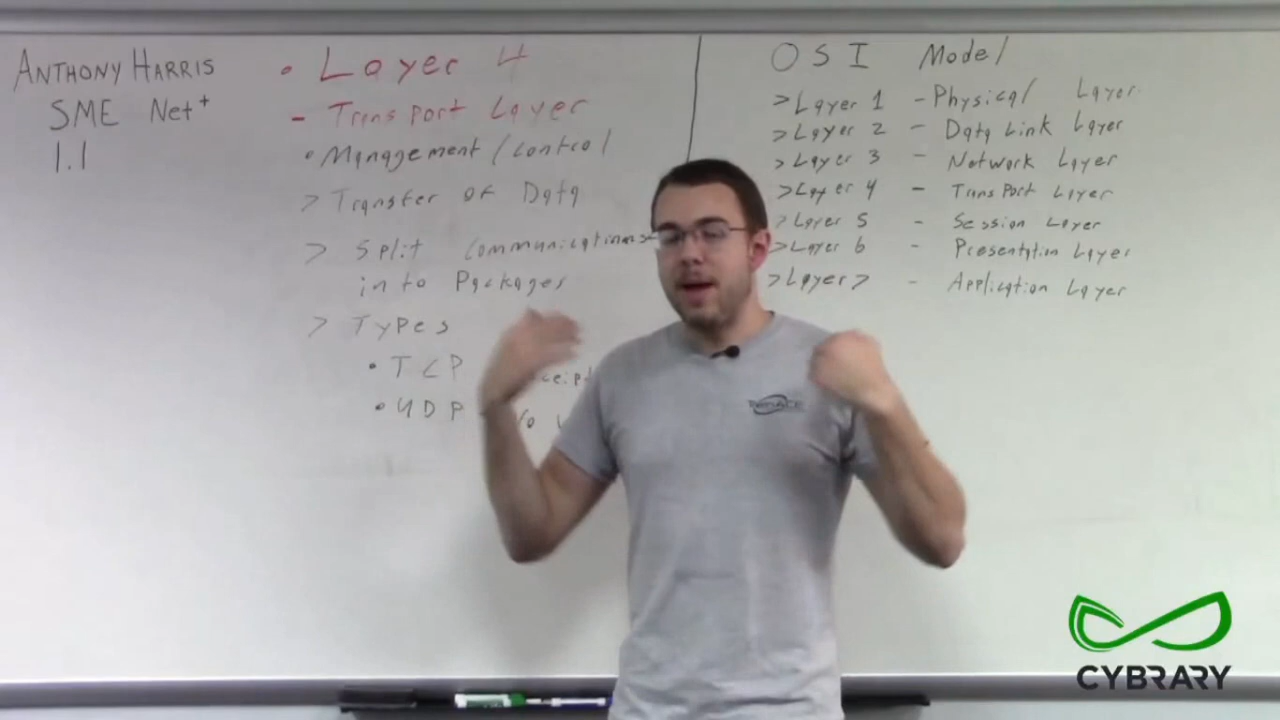 ANTHONY HARRIS
SME Net+
1.1
• Layer 4
- Transport Layer
• Management/Control
> Transfer of Data
> Split Communications
into Packages
> Types
• TCP
• UDP
OSI Model
> Layer 1 - Physical Layer
> Layer 2 - Data Link Layer
> Layer 3 - Network Layer
> Layer 4 - Transport Layer
> Layer 5 - Session Layer
> Layer 6 - Presentation Layer
> Layer 7 - Application Layer
CYBRARY